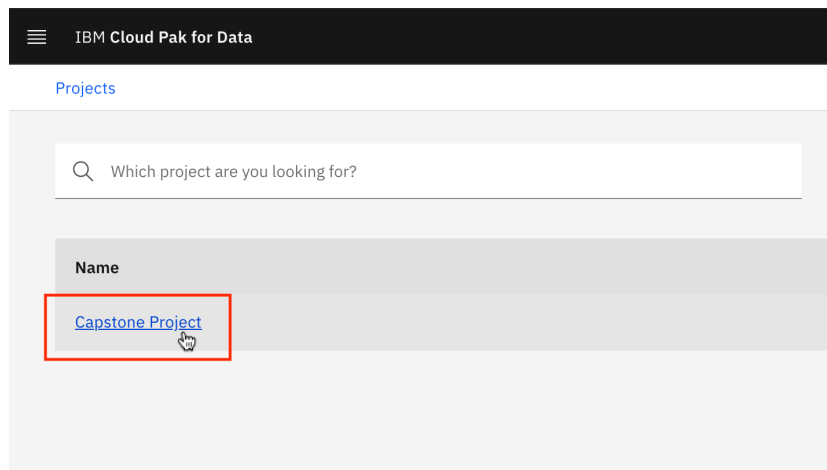 IBM Cloud Pak for Data
Projects
Which project are you looking for?
Name
Capstone Project